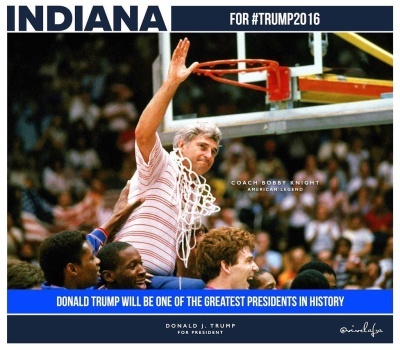 INDIANA
FOR #TRUMP2016
COACH BOBBY KNIGHT
AMERICAN LEGEND
DONALD TRUMP WILL BE ONE OF THE GREATEST PRESIDENTS IN HISTORY
DONALD J. TRUMP
FOR PRESIDENT